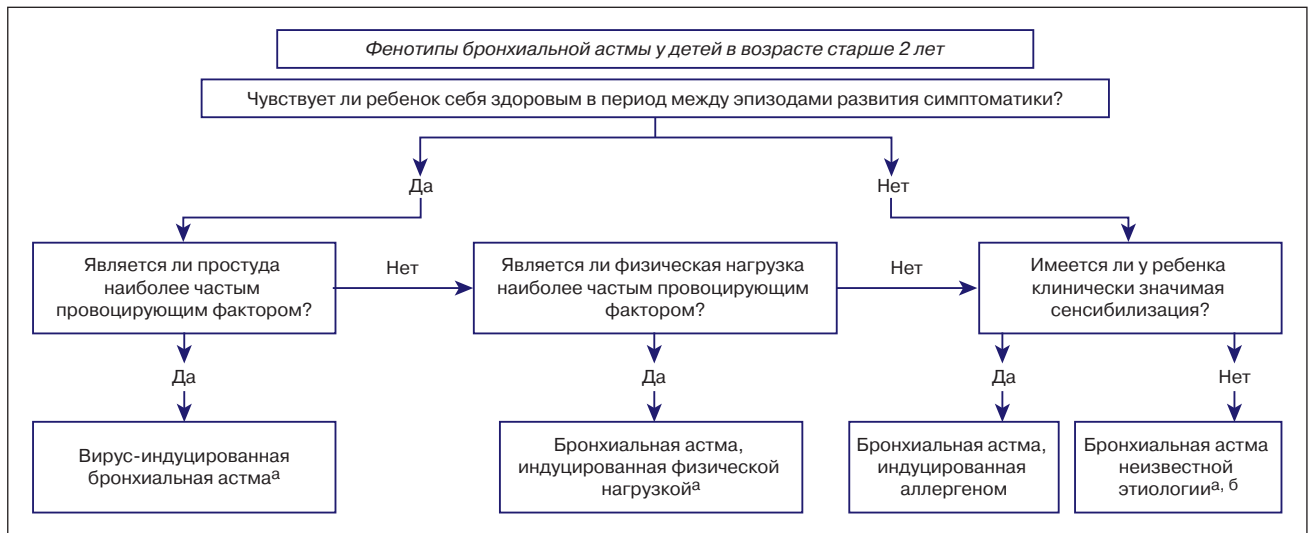 Фенотипы бронхиальной астмы у детей в возрасте старше 2 лет
Чувствует ли ребенок себя здоровым в период между эпизодами развития симптоматики?
Да
Нет
Является ли простуда
наиболее частым
провоцирующим фактором?
Нет
Является ли физическая нагрузка
наиболее частым провоцирующим
фактором?
Нет
Имеется ли у ребенка
клинически значимая
сенсибилизация?
Да
Да
Да
Нет
Вирус-индуцированная
бронхиальная астмаа
Бронхиальная астма,
индуцированная физической
нагрузкойа
Бронхиальная астма,
индуцированная
аллергеном
Бронхиальная астма
неизвестной
этиологииа, б